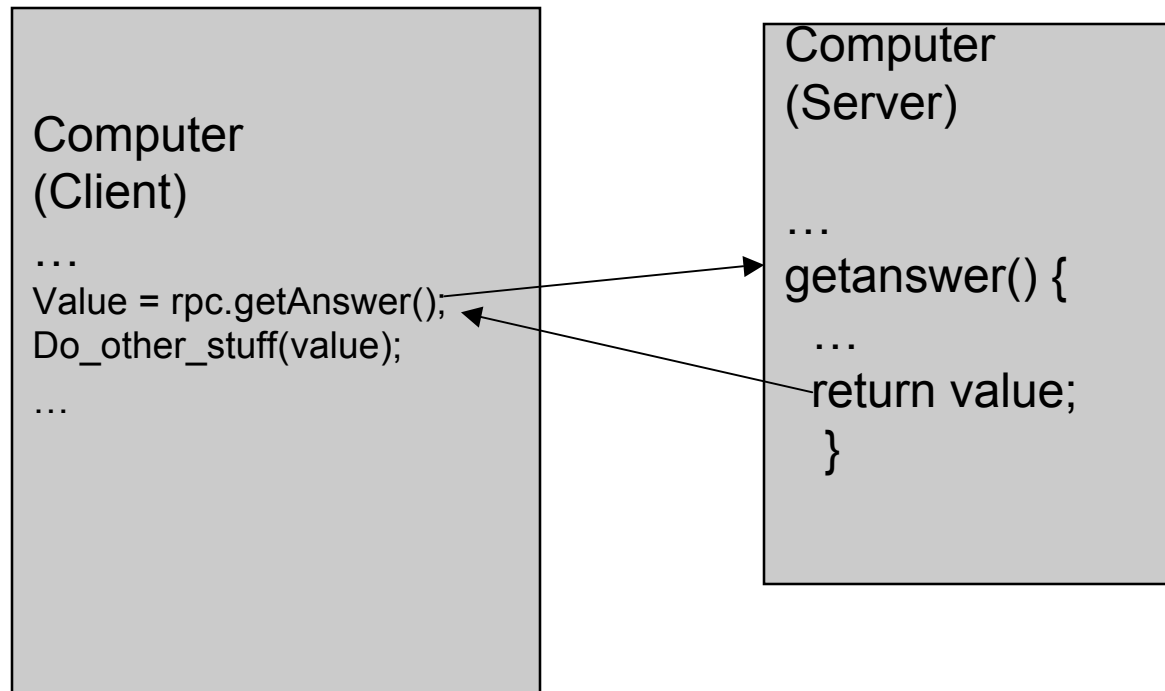 Computer
(Client)
…
Value = rpc.getAnswer();
Do_other_stuff(value);
…
Computer
(Server)
…
getanswer() {
…
return value;
}